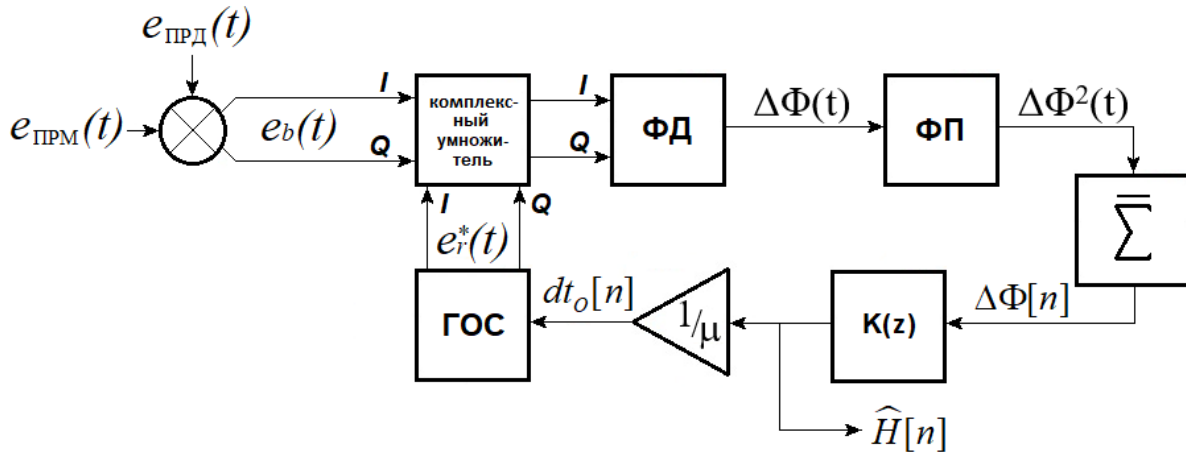 e_ПРД(t)
e_ПРМ(t)
I
e_b(t)
Q
комплекс-
ный
умножи-
тель
I
Q
ФД
ΔΦ(t)
ФП
ΔΦ²(t)
I
Q
e_r^*(t)
Σ̿
ГОС
dt_o[n]
1/μ
K(z)
ΔΦ[n]
Ĥ[n]